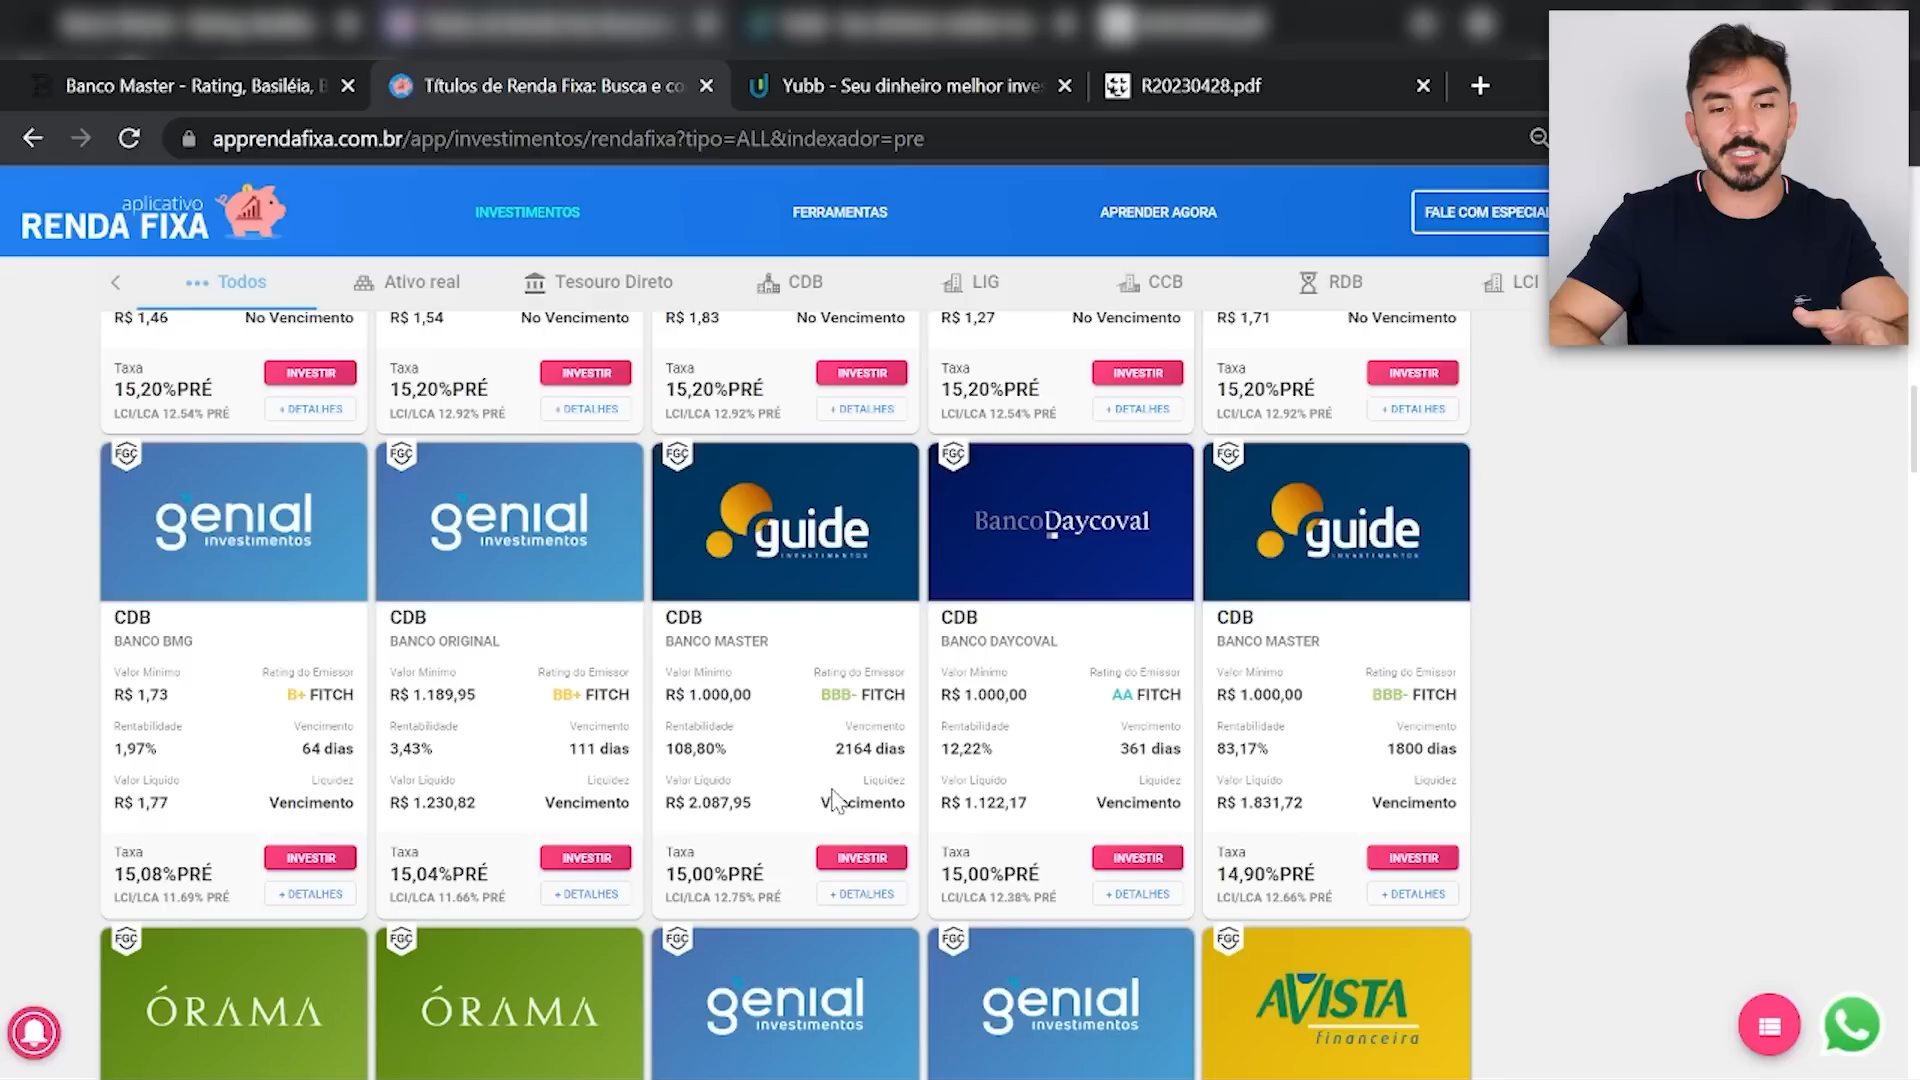 Banco Master - Rating, Basiléia, B
Títulos de Renda Fixa: Busca e co
Yubb - Seu dinheiro melhor inves
R20230428.pdf
apprendafixa.com.br/app/investimentos/rendafixa?tipo=ALL&indexador=pre
aplicativo
RENDA FIXA
INVESTIMENTOS
FERRAMENTAS
APRENDER AGORA
FALE COM ESPECIAL
Todos
Ativo real
Tesouro Direto
CDB
LIG
CCB
RDB
LCI
R$ 1,46 No Vencimento
R$ 1,54 No Vencimento
R$ 1,83 No Vencimento
R$ 1,27 No Vencimento
R$ 1,71 No Vencimento
Taxa
15,20%PRÉ
LCI/LCA 12.54% PRÉ
INVESTIR
+ DETALHES
Taxa
15,20%PRÉ
LCI/LCA 12.92% PRÉ
INVESTIR
+ DETALHES
Taxa
15,20%PRÉ
LCI/LCA 12.92% PRÉ
INVESTIR
+ DETALHES
Taxa
15,20%PRÉ
LCI/LCA 12.54% PRÉ
INVESTIR
+ DETALHES
Taxa
15,20%PRÉ
LCI/LCA 12.92% PRÉ
INVESTIR
+ DETALHES
FGC
genial
investimentos
CDB
BANCO BMG
Valor Mínimo Rating do Emissor
R$ 1,73 B+ FITCH
Rentabilidade Vencimento
1,97% 64 dias
Valor Líquido Liquidez
R$ 1,77 Vencimento
Taxa
15,08%PRÉ
LCI/LCA 11.69% PRÉ
INVESTIR
+ DETALHES
FGC
genial
investimentos
CDB
BANCO ORIGINAL
Valor Mínimo Rating do Emissor
R$ 1.189,95 BB+ FITCH
Rentabilidade Vencimento
3,43% 111 dias
Valor Líquido Liquidez
R$ 1.230,82 Vencimento
Taxa
15,04%PRÉ
LCI/LCA 11.66% PRÉ
INVESTIR
+ DETALHES
FGC
guide
INVESTIMENTOS
CDB
BANCO MASTER
Valor Mínimo Rating do Emissor
R$ 1.000,00 BBB- FITCH
Rentabilidade Vencimento
108,80% 2164 dias
Valor Líquido Liquidez
R$ 2.087,95 Vencimento
Taxa
15,00%PRÉ
LCI/LCA 12.75% PRÉ
INVESTIR
+ DETALHES
FGC
BancoDaycoval
CDB
BANCO DAYCOVAL
Valor Mínimo Rating do Emissor
R$ 1.000,00 AA FITCH
Rentabilidade Vencimento
12,22% 361 dias
Valor Líquido Liquidez
R$ 1.122,17 Vencimento
Taxa
15,00%PRÉ
LCI/LCA 12.38% PRÉ
INVESTIR
+ DETALHES
FGC
guide
INVESTIMENTOS
CDB
BANCO MASTER
Valor Mínimo Rating do Emissor
R$ 1.000,00 BBB- FITCH
Rentabilidade Vencimento
83,17% 1800 dias
Valor Líquido Liquidez
R$ 1.831,72 Vencimento
Taxa
14,90%PRÉ
LCI/LCA 12.66% PRÉ
INVESTIR
+ DETALHES
FGC
ÓRAMA
FGC
ÓRAMA
FGC
genial
investimentos
FGC
genial
investimentos
FGC
AVISTA
financeira